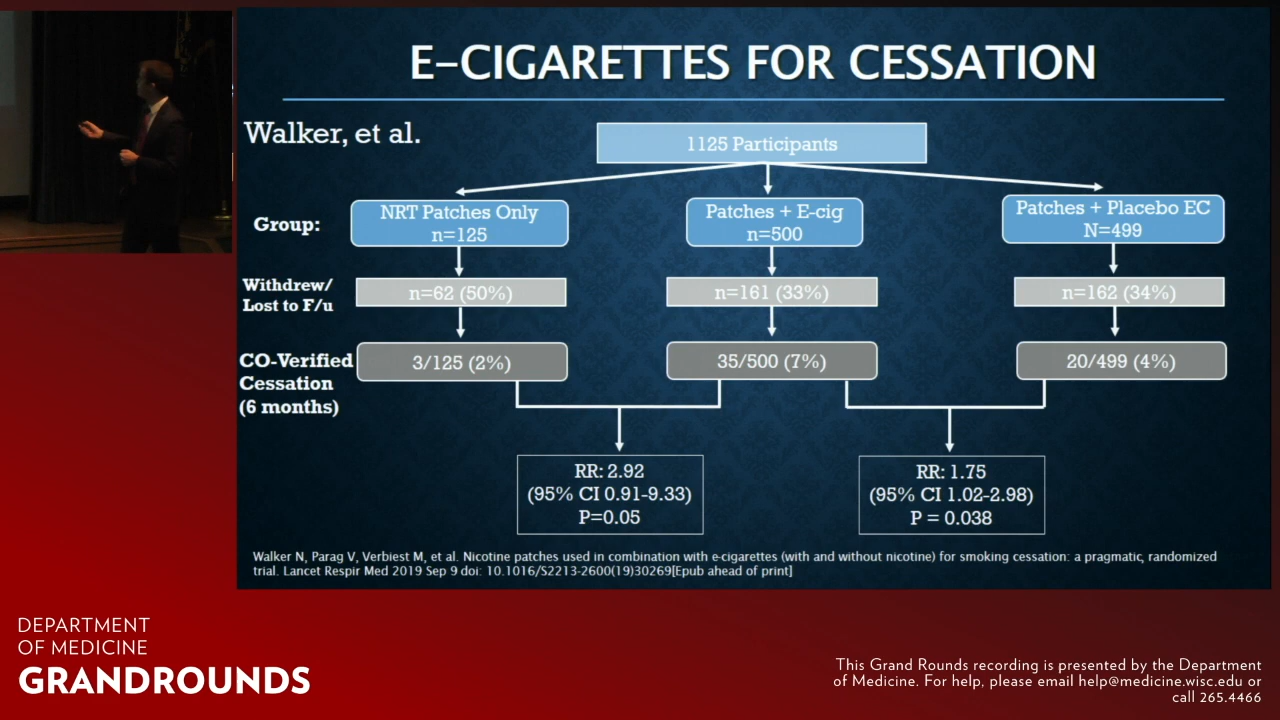 E-CIGARETTES FOR CESSATION
Walker, et al.
1125 Participants
Group:
NRT Patches Only
n=125
Patches + E-cig
n=500
Patches + Placebo EC
N=499
Withdrew/
Lost to F/u
n=62 (50%)
n=161 (33%)
n=162 (34%)
CO-Verified
Cessation
(6 months)
3/125 (2%)
35/500 (7%)
20/499 (4%)
RR: 2.92
(95% CI 0.91-9.33)
P=0.05
RR: 1.75
(95% CI 1.02-2.98)
P = 0.038
Walker N, Parag V, Verbiest M, et al. Nicotine patches used in combination with e-cigarettes (with and without nicotine) for smoking cessation: a pragmatic, randomized
trial. Lancet Respir Med 2019 Sep 9 doi: 10.1016/S2213-2600(19)30269[Epub ahead of print]
DEPARTMENT
OF MEDICINE
GRANDROUNDS
This Grand Rounds recording is presented by the Department
of Medicine. For help, please email help@medicine.wisc.edu or
call 265.4466